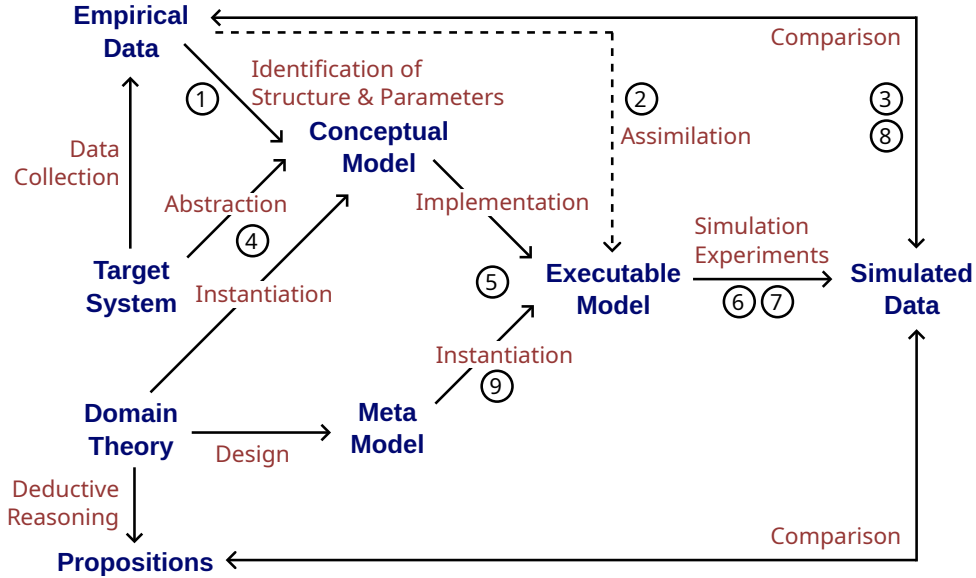 Empirical
Data
Comparison
Identification of
Structure & Parameters
1
2
3
8
Assimilation
Conceptual
Model
Data
Collection
Abstraction
Implementation
4
Simulation
Experiments
Target
System
Instantiation
5
Executable
Model
6 7
Simulated
Data
Instantiation
9
Domain
Theory
Meta
Model
Design
Deductive
Reasoning
Comparison
Propositions